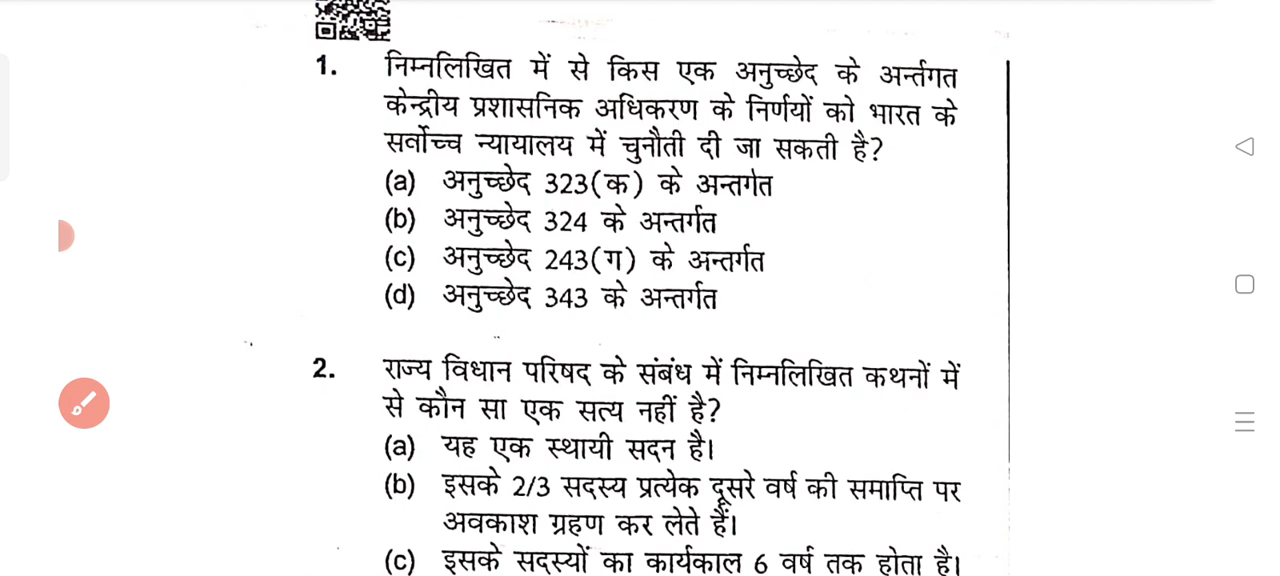 1. निम्नलिखित में से किस एक अनुच्छेद के अर्न्तगत
केन्द्रीय प्रशासनिक अधिकरण के निर्णयों को भारत के
सर्वोच्च न्यायालय में चुनौती दी जा सकती है?
(a) अनुच्छेद 323(क) के अन्तर्गत
(b) अनुच्छेद 324 के अन्तर्गत
(c) अनुच्छेद 243(ग) के अन्तर्गत
(d) अनुच्छेद 343 के अन्तर्गत
2. राज्य विधान परिषद के संबंध में निम्नलिखित कथनों में
से कौन सा एक सत्य नहीं है?
(a) यह एक स्थायी सदन है।
(b) इसके 2/3 सदस्य प्रत्येक दूसरे वर्ष की समाप्ति पर
अवकाश ग्रहण कर लेते हैं।
(c) इसके सदस्यों का कार्यकाल 6 वर्ष तक होता है।